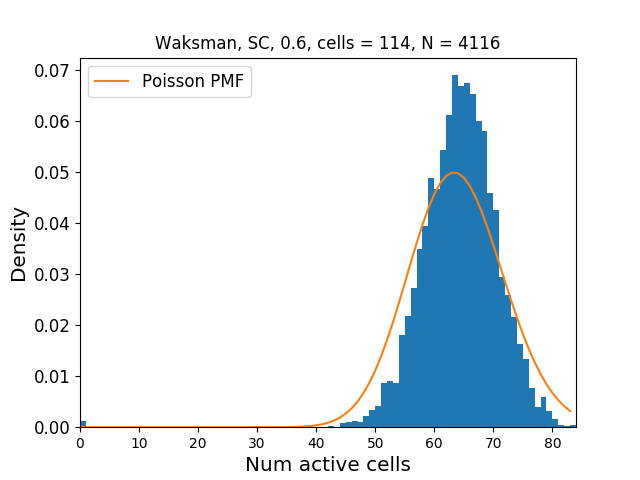 Waksman, SC, 0.6, cells = 114, N = 4116
Poisson PMF
0.07
0.06
0.05
0.04
0.03
0.02
0.01
0.00
Density
0 10 20 30 40 50 60 70 80
Num active cells